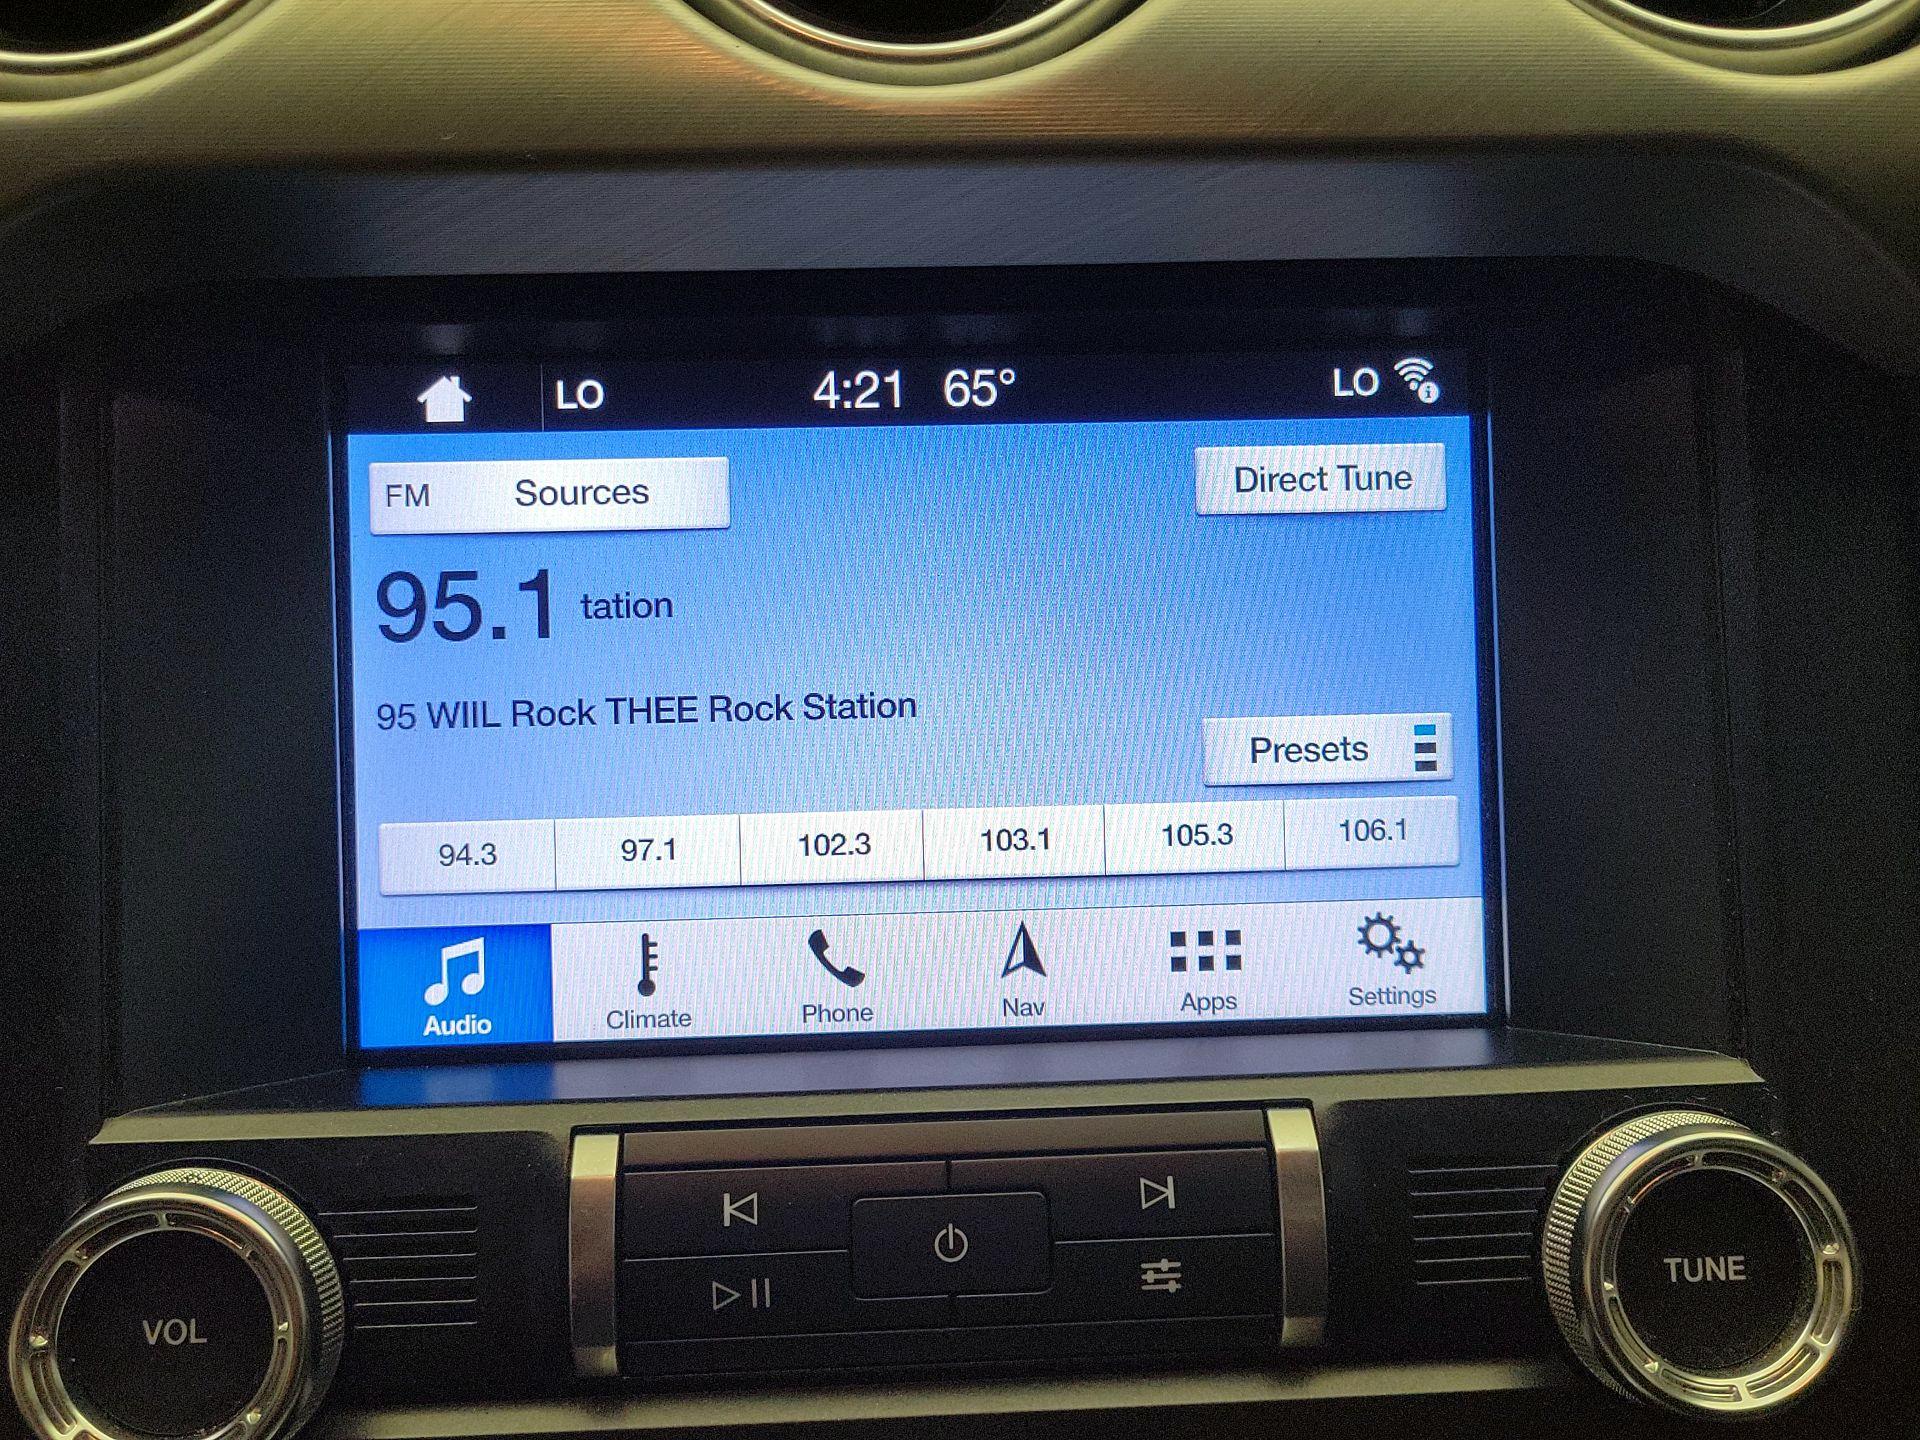 LO 4:21 65° LO
FM Sources Direct Tune
95.1 tation
95 WIIL Rock THEE Rock Station
Presets
94.3 97.1 102.3 103.1 105.3 106.1
Audio Climate Phone Nav Apps Settings
VOL TUNE